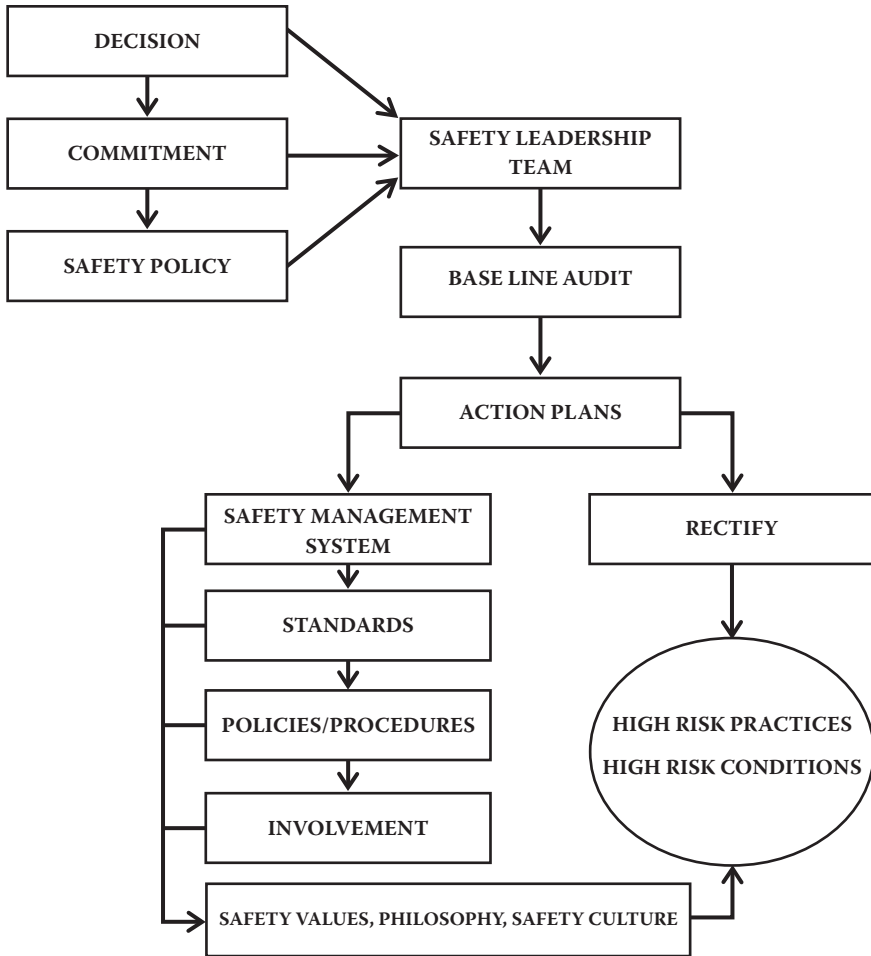 DECISION
COMMITMENT
SAFETY POLICY
SAFETY LEADERSHIP
TEAM
BASE LINE AUDIT
ACTION PLANS
SAFETY MANAGEMENT
SYSTEM
STANDARDS
POLICIES/PROCEDURES
INVOLVEMENT
SAFETY VALUES, PHILOSOPHY, SAFETY CULTURE
RECTIFY
HIGH RISK PRACTICES
HIGH RISK CONDITIONS